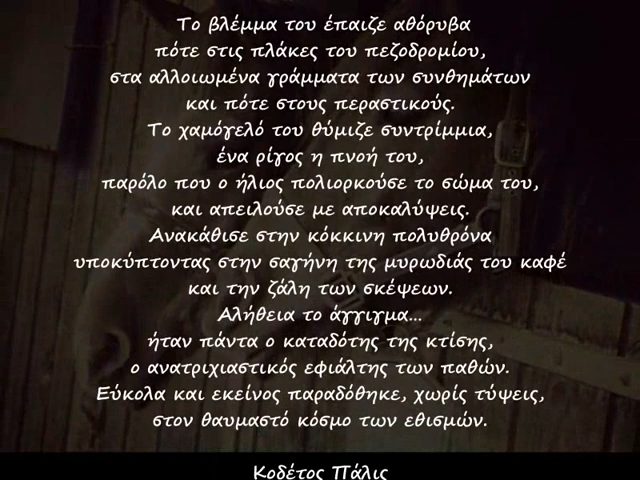 Το βλέμμα του έπαιζε αθόρυβα
πότε στις πλάκες του πεζοδρομίου,
στα αλλοιωμένα γράμματα των συνθημάτων
και πότε στους περαστικούς.
Το χαμόγελό του θύμιζε συντρίμμια,
ένα ρίγος η πνοή του,
παρόλο που ο ήλιος πολιορκούσε το σώμα του,
και απειλούσε με αποκαλύψεις.
Ανακάθισε στην κόκκινη πολυθρόνα
υποκύπτοντας στην σαγήνη της μυρωδιάς του καφέ
και την ζάλη των σκέψεων.
Αλήθεια το άγγιγμα...
ήταν πάντα ο καταδότης της κτίσης,
ο ανατριχιαστικός εφιάλτης των παθών.
Εύκολα και εκείνος παραδόθηκε, χωρίς τύψεις,
στον θαυμαστό κόσμο των εθισμών.
Κοδέτος Πάλις